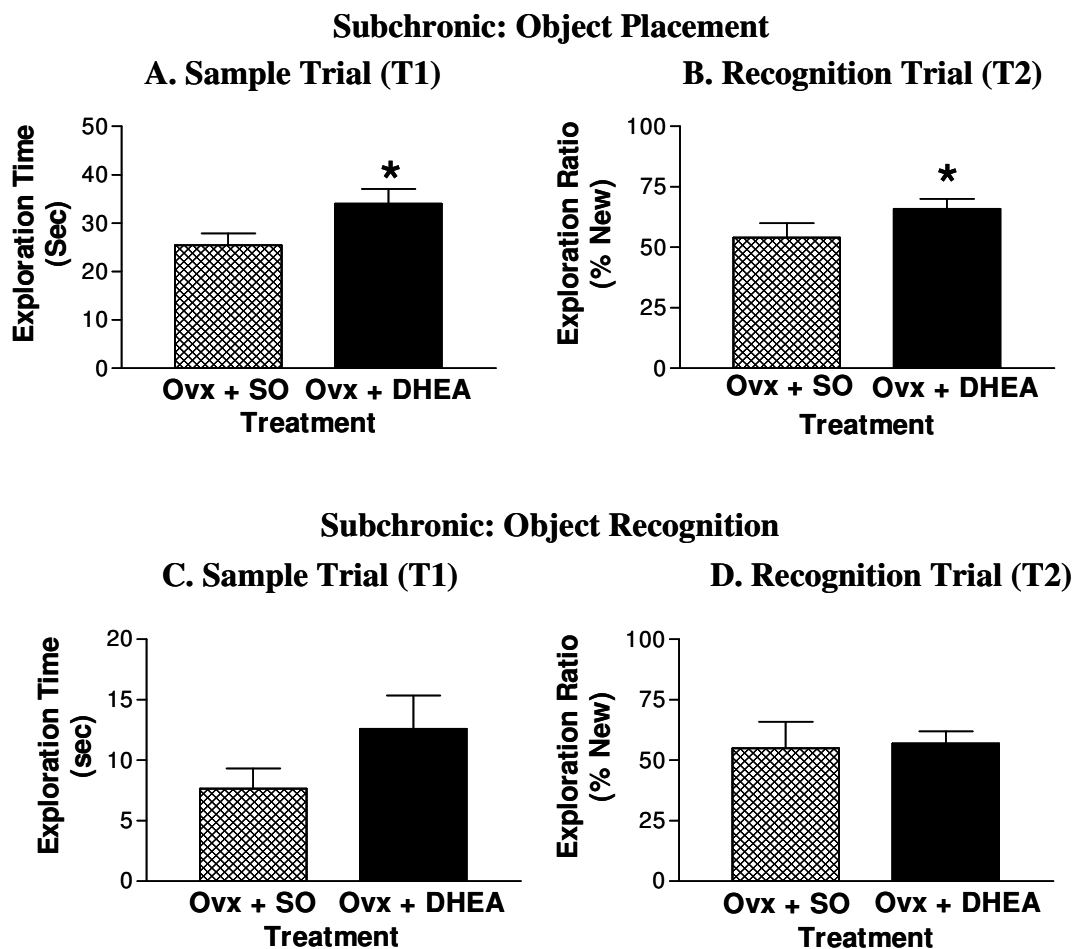 Subchronic: Object Placement
A. Sample Trial (T1)
Exploration Time
(Sec)
50
40
30
20
10
0
*
Ovx + SO Ovx + DHEA
Treatment
B. Recognition Trial (T2)
Exploration Ratio
(% New)
100
75
50
25
0
*
Ovx + SO Ovx + DHEA
Treatment
Subchronic: Object Recognition
C. Sample Trial (T1)
Exploration Time
(sec)
20
15
10
5
0
Ovx + SO Ovx + DHEA
Treatment
D. Recognition Trial (T2)
Exploration Ratio
(% New)
100
75
50
25
0
Ovx + SO Ovx + DHEA
Treatment